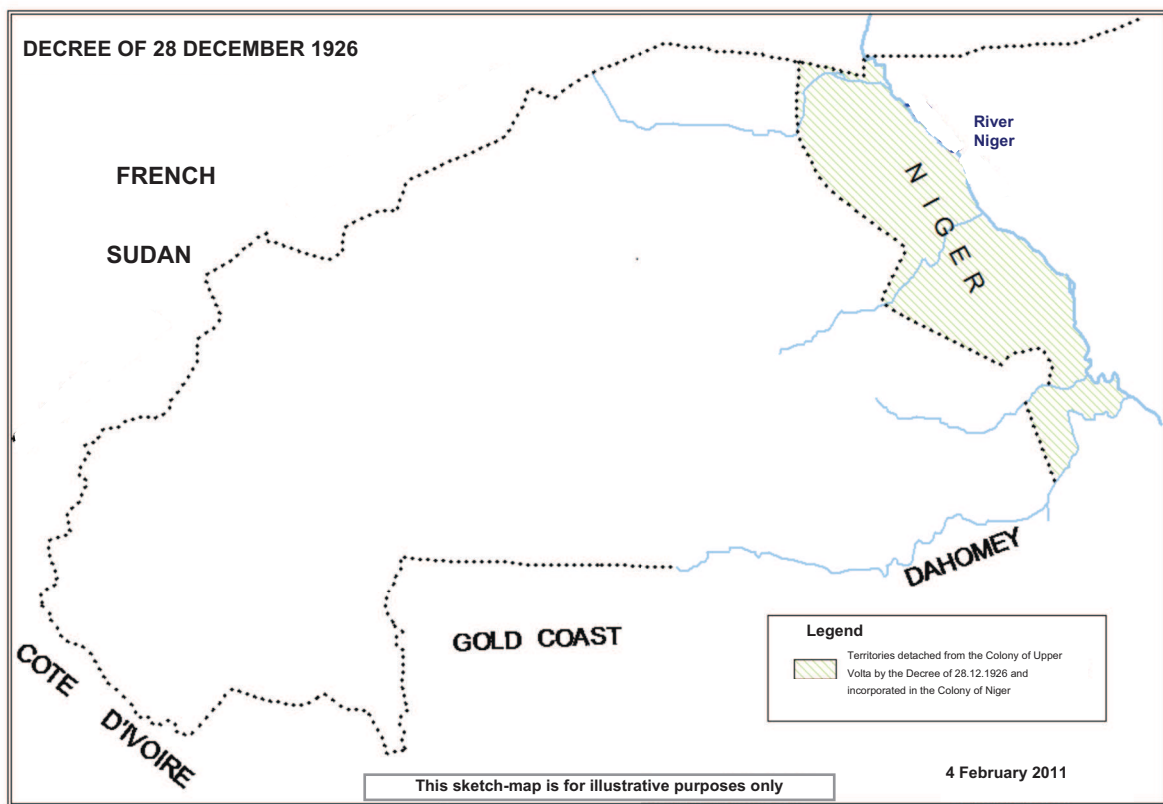 DECREE OF 28 DECEMBER 1926
River
Niger
FRENCH
SUDAN
NIGER
DAHOMEY
GOLD COAST
COTE D'IVOIRE
Legend
Territories detached from the Colony of Upper
Volta by the Decree of 28.12.1926 and
incorporated in the Colony of Niger
4 February 2011
This sketch-map is for illustrative purposes only